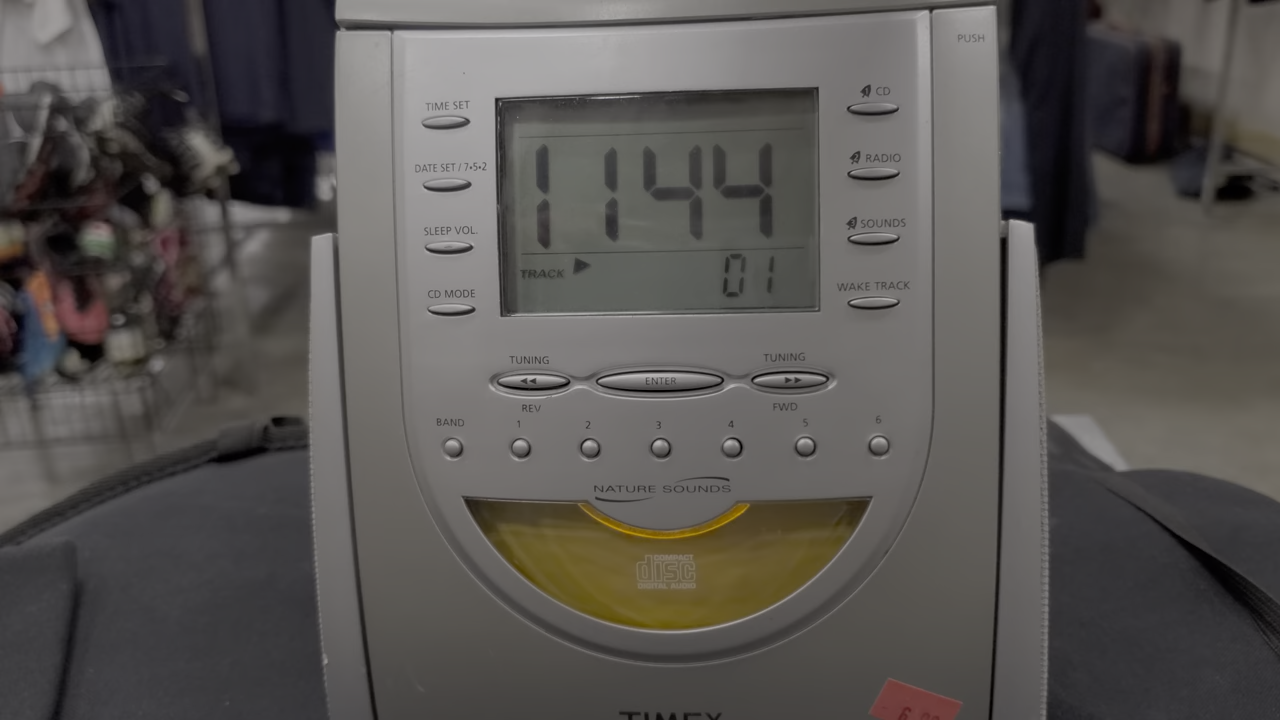 PUSH
TIME SET
DATE SET / 7•5•2
SLEEP VOL.
CD MODE
1144
TRACK
01
CD
RADIO
SOUNDS
WAKE TRACK
TUNING
ENTER
TUNING
REV
FWD
BAND 1 2 3 4 5 6
NATURE SOUNDS
COMPACT
disc
DIGITAL AUDIO
TIMEX